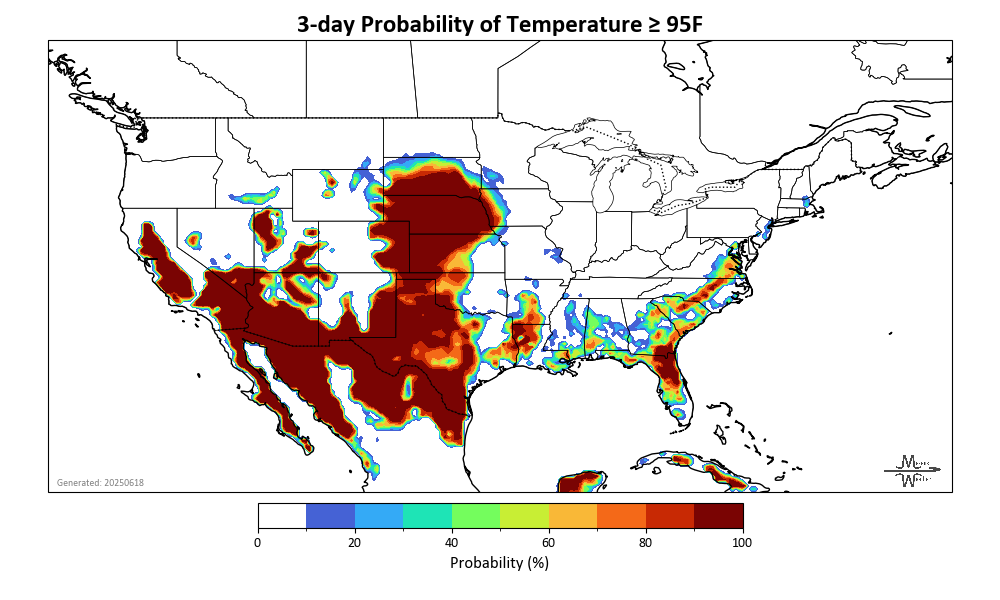 3-day Probability of Temperature ≥ 95F
Generated: 20250618
0 20 40 60 80 100
Probability (%)